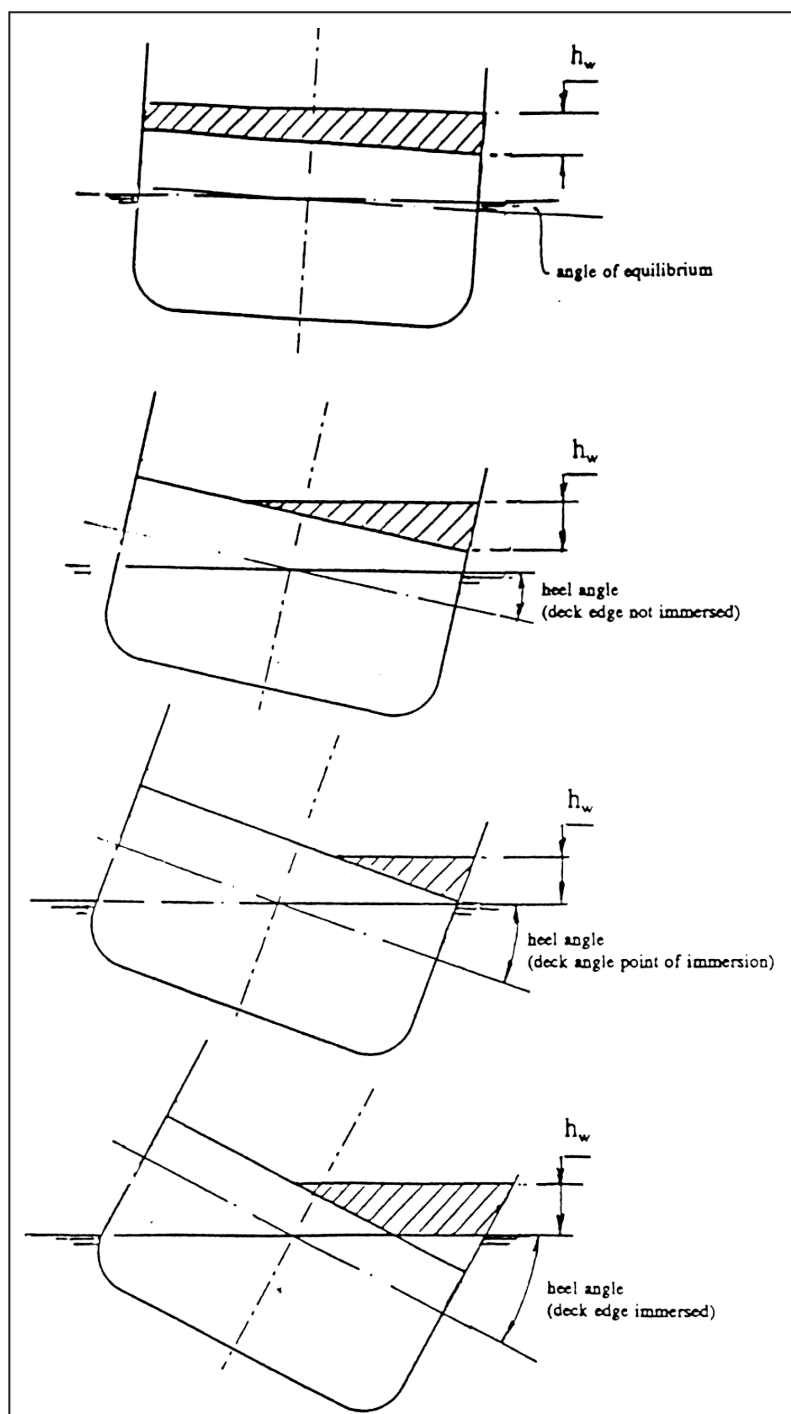 h_w
angle of equilibrium
h_w
heel angle
(deck edge not immersed)
h_w
heel angle
(deck angle point of immersion)
h_w
heel angle
(deck edge immersed)